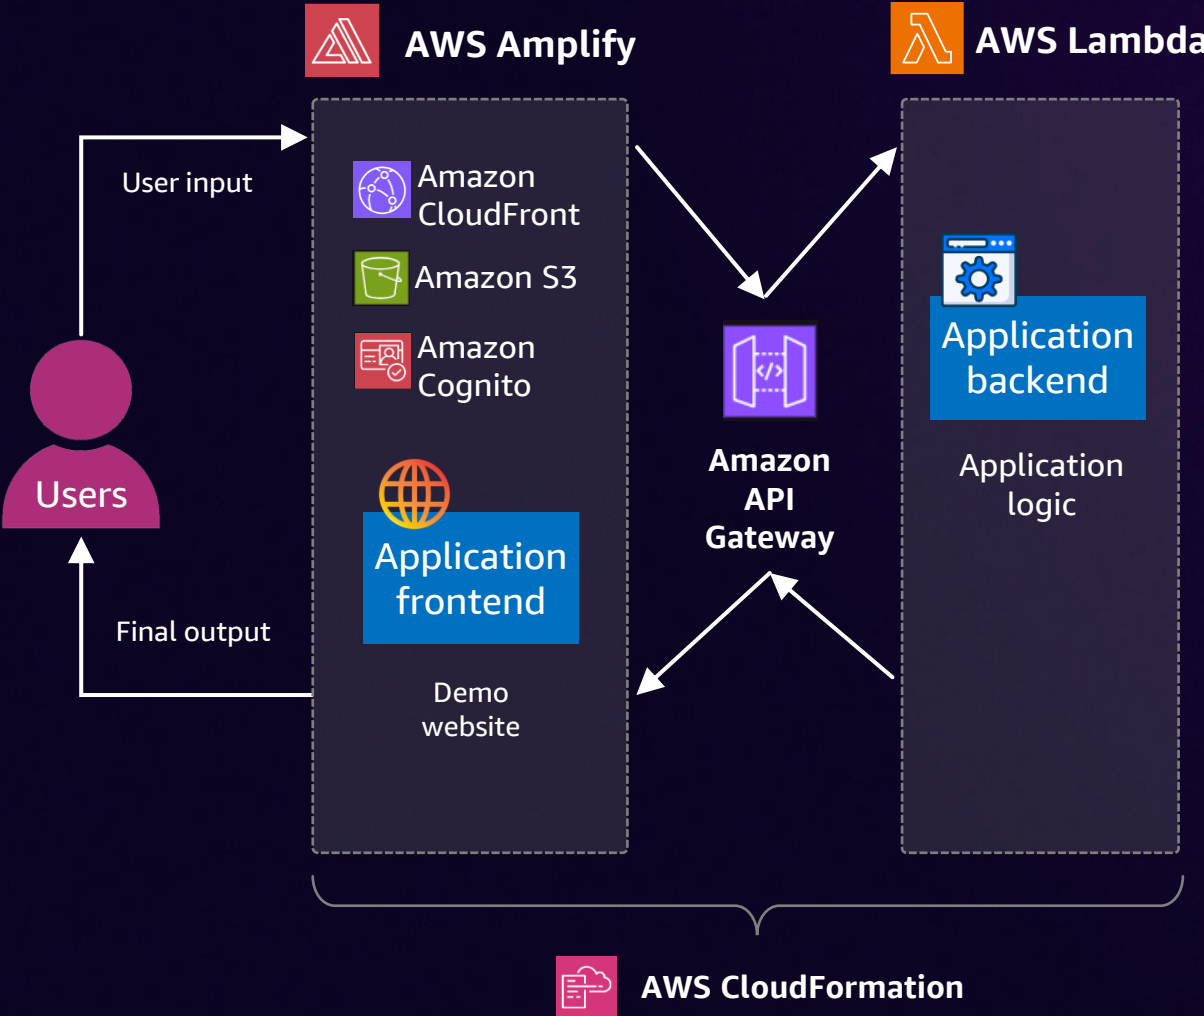 AWS Amplify
AWS Lambda
User input
Amazon
CloudFront
Amazon S3
Amazon
Cognito
Users
Application
frontend
Demo
website
Final output
Amazon
API
Gateway
Application
backend
Application
logic
AWS CloudFormation